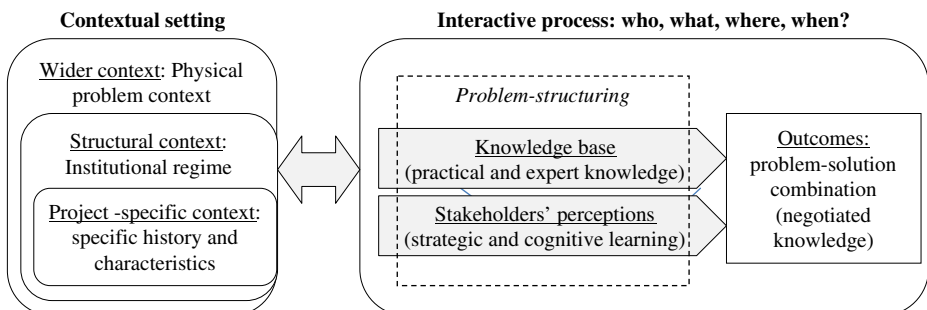 Contextual setting
Wider context: Physical
problem context
Structural context:
Institutional regime
Project -specific context:
specific history and
characteristics
Interactive process: who, what, where, when?
Problem-structuring
Knowledge base
(practical and expert knowledge)
Stakeholders’ perceptions
(strategic and cognitive learning)
Outcomes:
problem-solution
combination
(negotiated
knowledge)